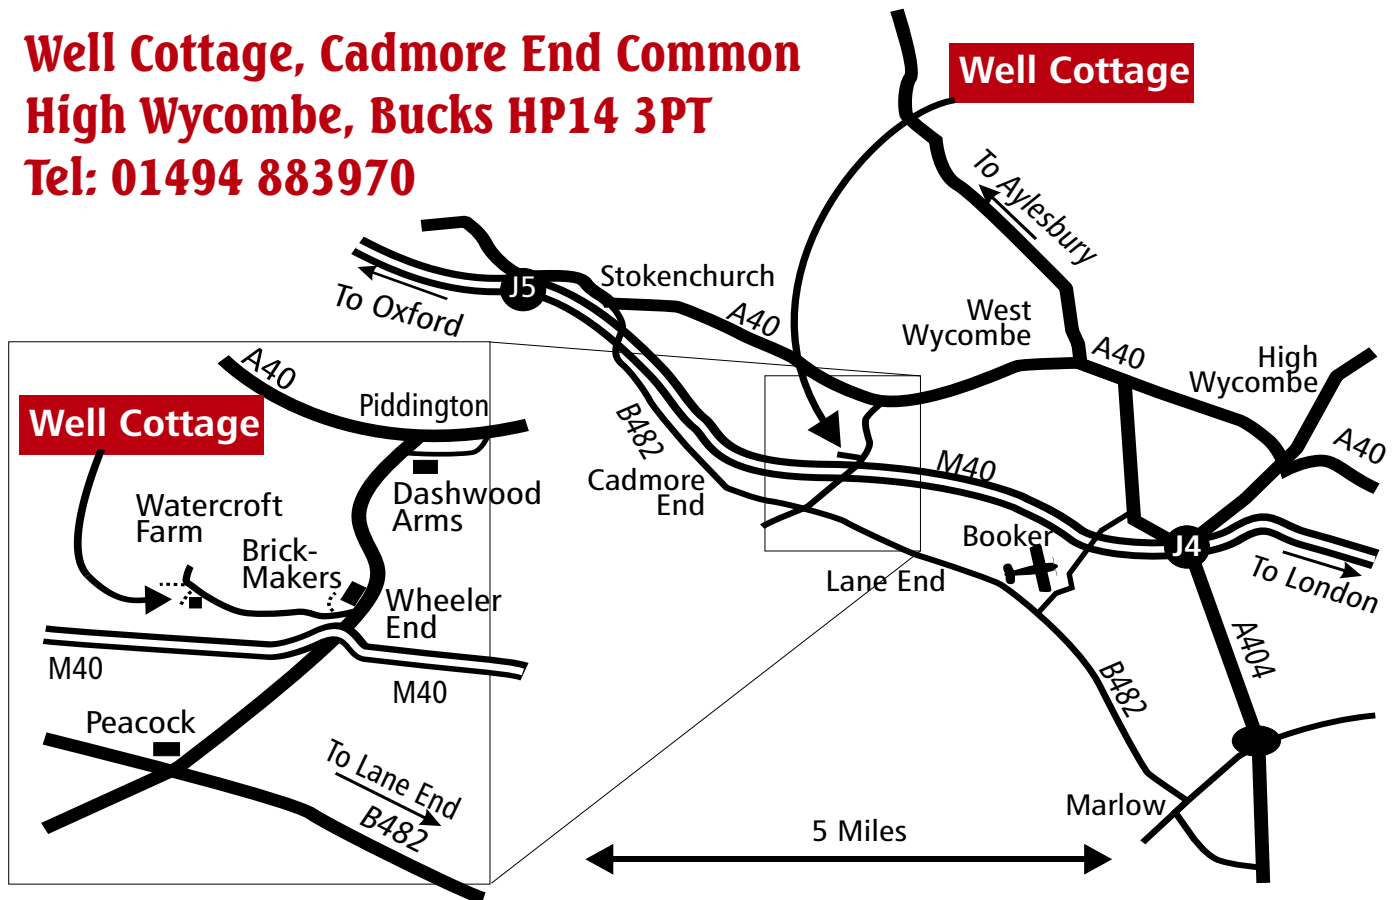 Well Cottage, Cadmore End Common
High Wycombe, Bucks HP14 3PT
Tel: 01494 883970
Well Cottage
To Aylesbury
J5
Stokenchurch
To Oxford
A40
West
Wycombe
A40
High
Wycombe
A40
B482
Cadmore
End
M40
Booker
J4
To London
Lane End
A404
B482
Marlow
5 Miles
A40
Piddington
Well Cottage
Dashwood
Arms
Watercroft
Farm
Brick-
Makers
Wheeler
End
M40
M40
Peacock
To Lane End
B482